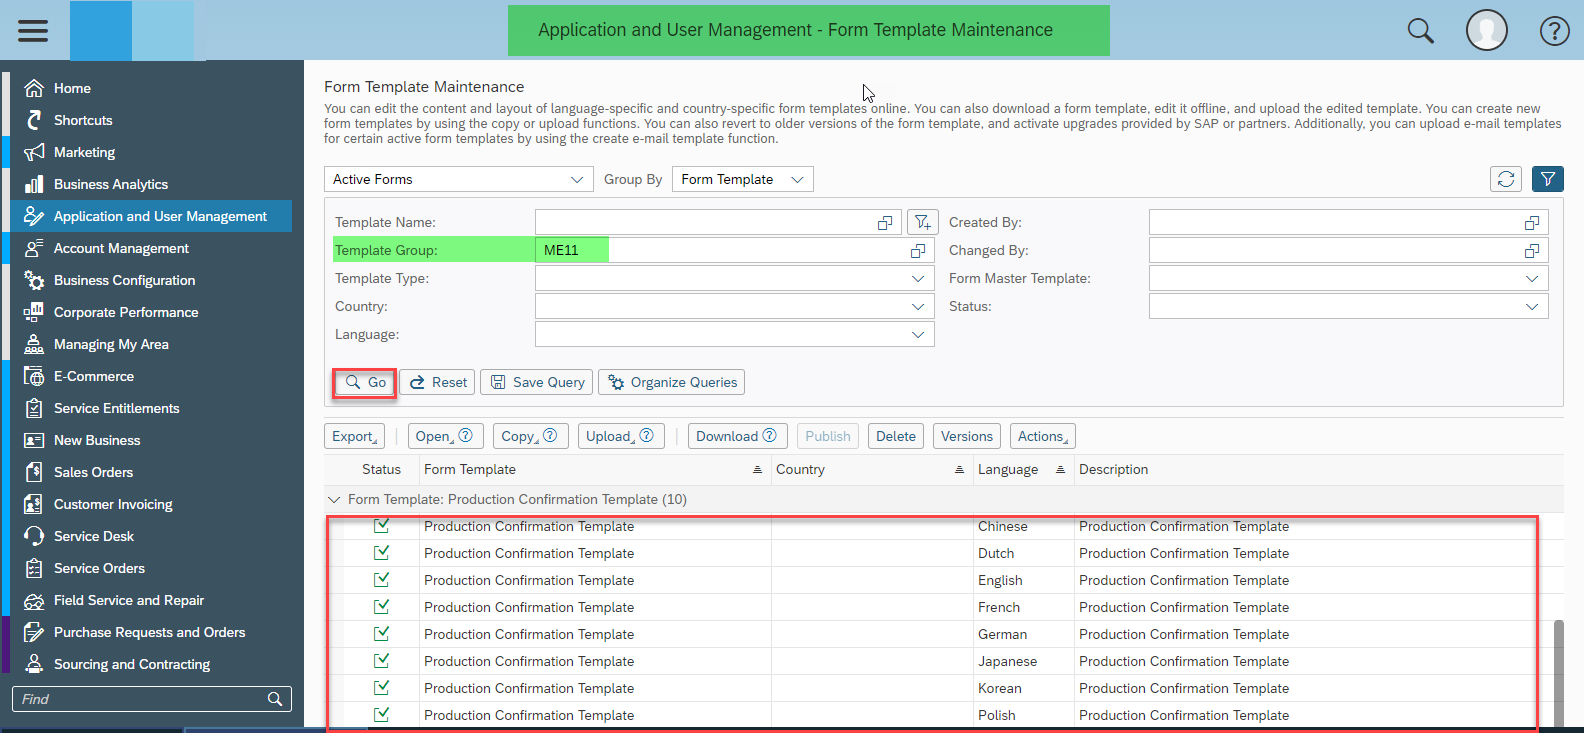 Application and User Management - Form Template Maintenance
?
Home
Shortcuts
Marketing
Business Analytics
Application and User Management
Account Management
Business Configuration
Corporate Performance
Managing My Area
E-Commerce
Service Entitlements
New Business
Sales Orders
Customer Invoicing
Service Desk
Service Orders
Field Service and Repair
Purchase Requests and Orders
Sourcing and Contracting
Find
Form Template Maintenance
You can edit the content and layout of language-specific and country-specific form templates online. You can also download a form template, edit it offline, and upload the edited template. You can create new
form templates by using the copy or upload functions. You can also revert to older versions of the form template, and activate upgrades provided by SAP or partners. Additionally, you can upload e-mail templates
for certain active form templates by using the create e-mail template function.
Active Forms Group By Form Template
Template Name: Created By:
Template Group: ME11 Changed By:
Template Type: Form Master Template:
Country: Status:
Language:
Go Reset Save Query Organize Queries
Export Open ? Copy ? Upload ? Download ? Publish Delete Versions Actions
Status Form Template Country Language Description
Form Template: Production Confirmation Template (10)
Production Confirmation Template Chinese Production Confirmation Template
Production Confirmation Template Dutch Production Confirmation Template
Production Confirmation Template English Production Confirmation Template
Production Confirmation Template French Production Confirmation Template
Production Confirmation Template German Production Confirmation Template
Production Confirmation Template Japanese Production Confirmation Template
Production Confirmation Template Korean Production Confirmation Template
Production Confirmation Template Polish Production Confirmation Template